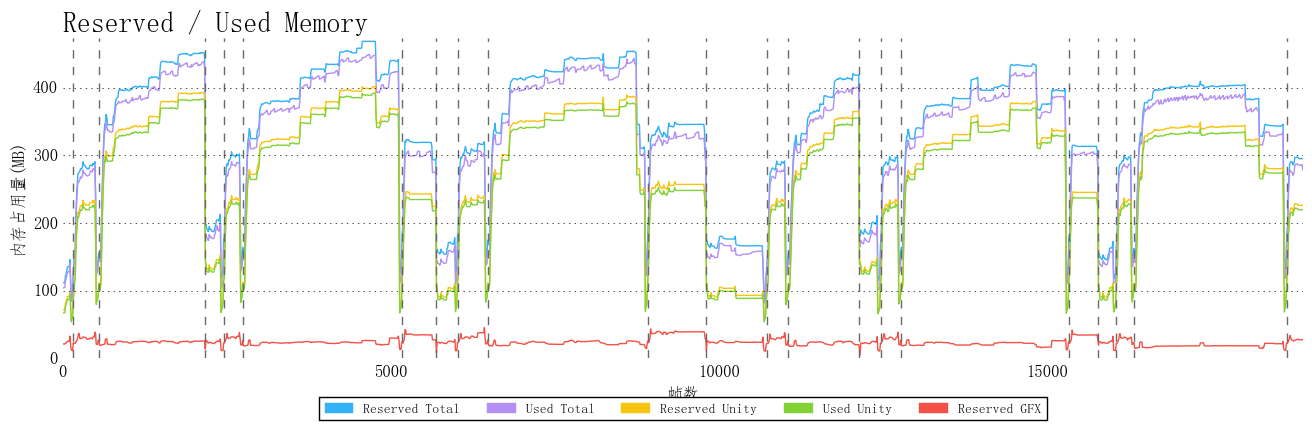 Reserved / Used Memory
内存占用量(MB)
400
300
200
100
0
0 5000 10000 15000
帧数
Reserved Total Used Total Reserved Unity Used Unity Reserved GFX